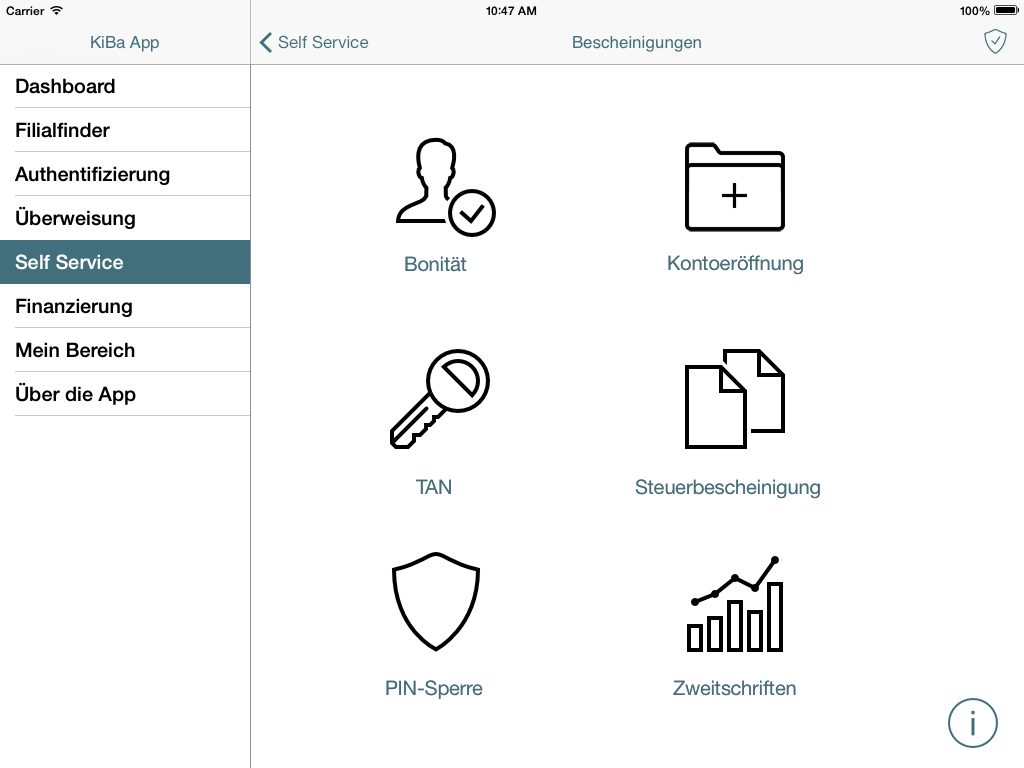 Carrier 10:47 AM 100%
KiBa App
Self Service Bescheinigungen
Dashboard
Filialfinder
Authentifizierung
Überweisung
Self Service
Finanzierung
Mein Bereich
Über die App
Bonität Kontoeröffnung
TAN Steuerbescheinigung
PIN-Sperre Zweitschriften
i